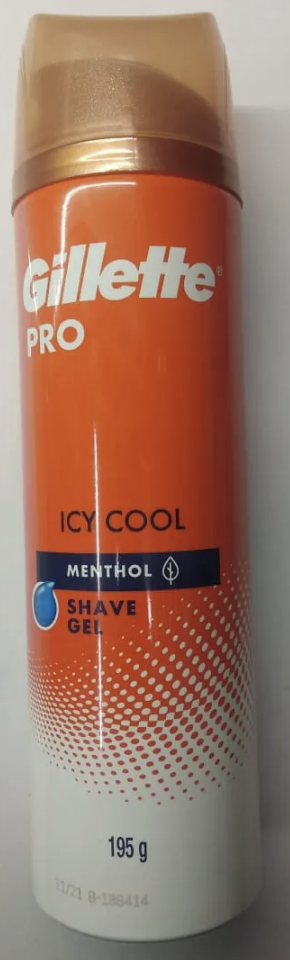 Gillette®
PRO
ICY COOL
MENTHOL
SHAVE
GEL
195 g
11/21 B-188414